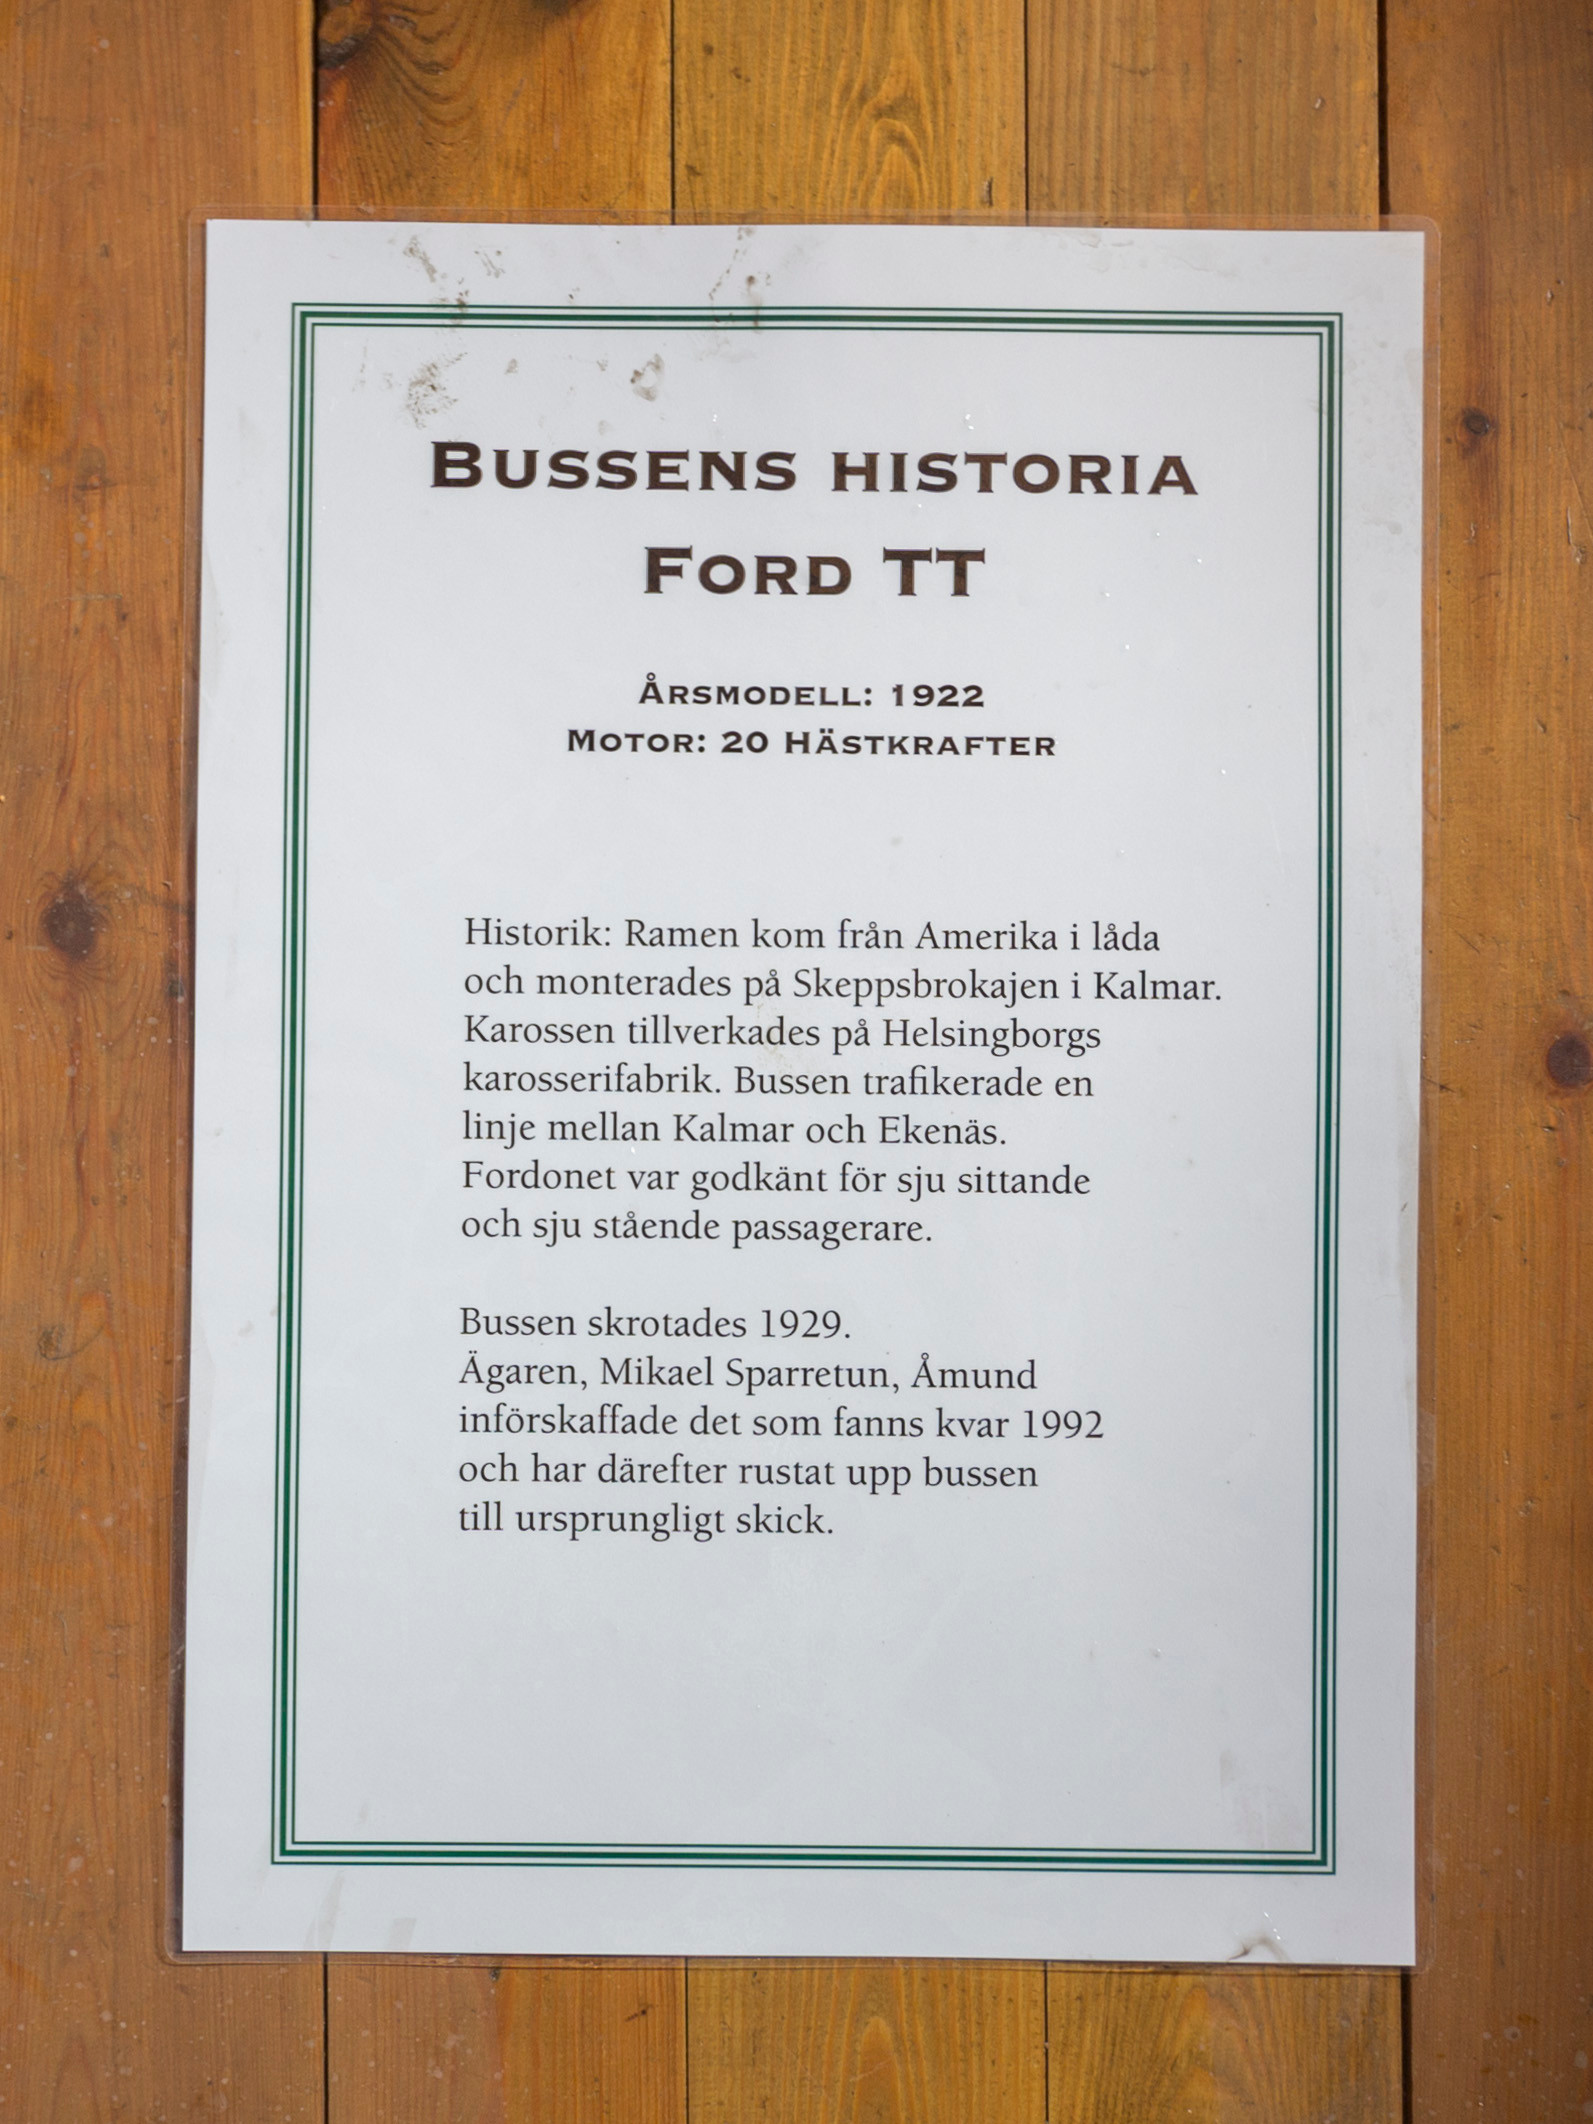 BUSSENS HISTORIA
FORD TT
ÅRSMODELL: 1922
MOTOR: 20 HÄSTKRAFTER
Historik: Ramen kom från Amerika i låda
och monterades på Skeppsbrokajen i Kalmar.
Karossen tillverkades på Helsingborgs
karosserifabrik. Bussen trafikerade en
linje mellan Kalmar och Ekenäs.
Fordonet var godkänt för sju sittande
och sju stående passagerare.
Bussen skrotades 1929.
Ägaren, Mikael Sparretun, Åmund
införskaffade det som fanns kvar 1992
och har därefter rustat upp bussen
till ursprungligt skick.